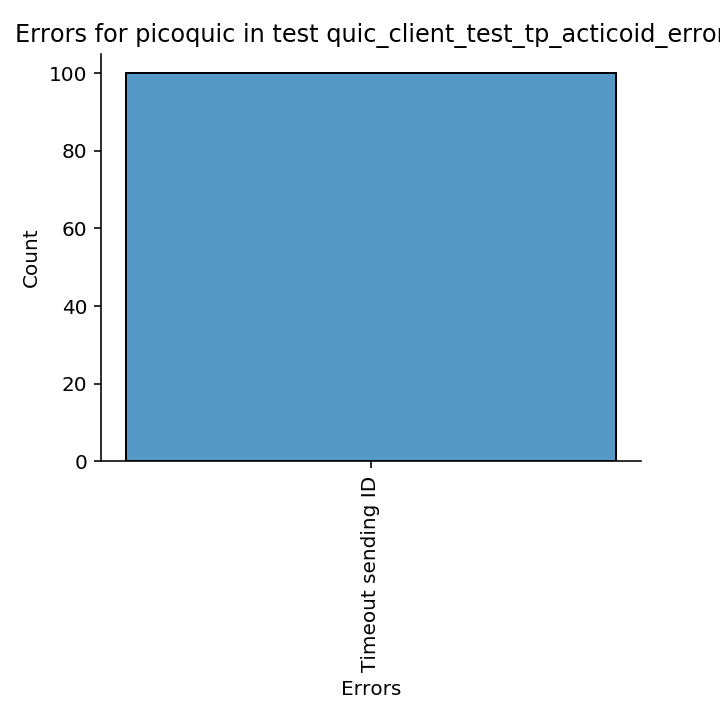 Errors for picoquic in test quic_client_test_tp_acticoid_error
100
80
60
40
20
0
Count
Timeout sending ID
Errors